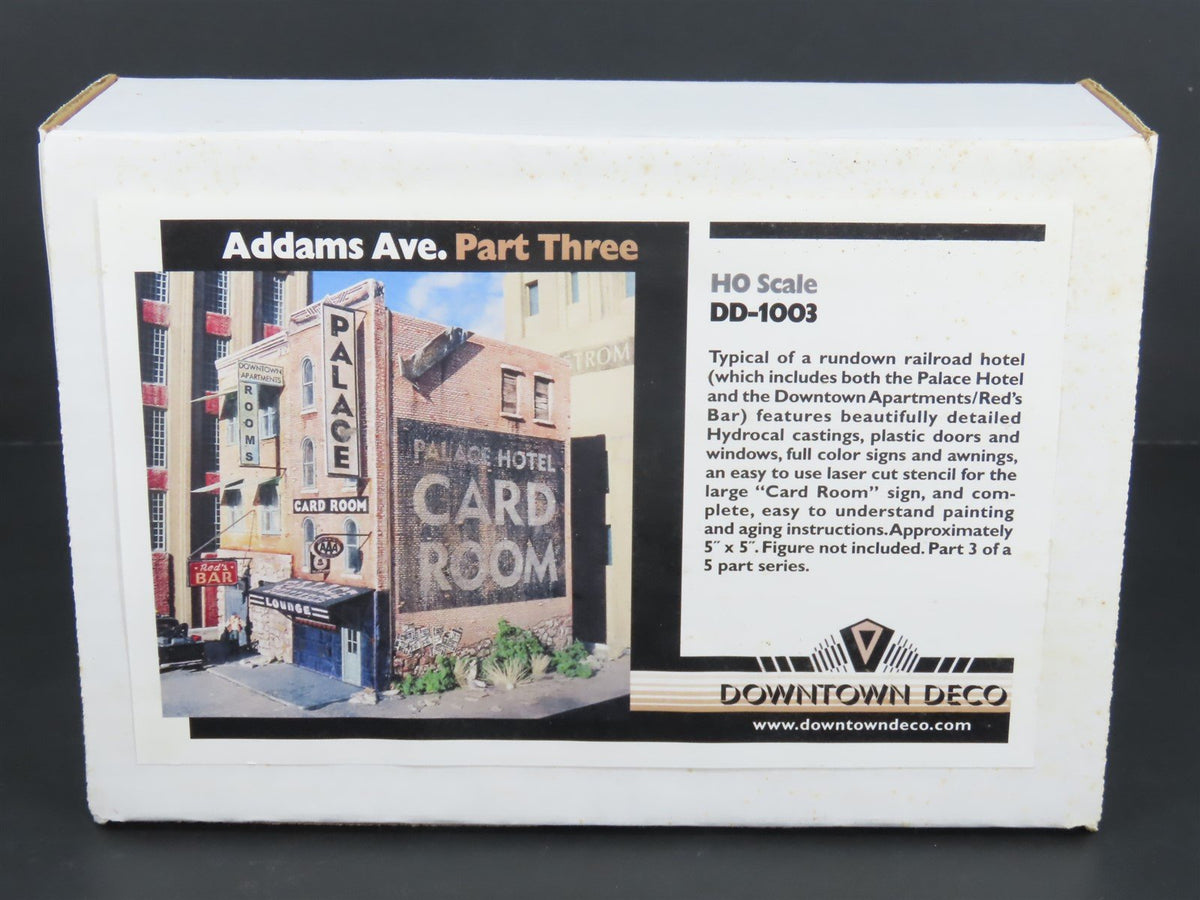 Addams Ave. Part Three
HO Scale
DD-1003
Typical of a rundown railroad hotel
(which includes both the Palace Hotel
and the Downtown Apartments/Red's
Bar) features beautifully detailed
Hydrocal castings, plastic doors and
windows, full color signs and awnings,
an easy to use laser cut stencil for the
large "Card Room" sign, and com-
plete, easy to understand painting
and aging instructions. Approximately
5" x 5". Figure not included. Part 3 of a
5 part series.
DOWNTOWN DECO
www.downtowndeco.com
PALACE
DOWNTOWN
APARTMENTS
ROOMS
CARD ROOM
AAA
Red's
BAR
LOUNGE
PALACE HOTEL
CARD
ROOM
STROM